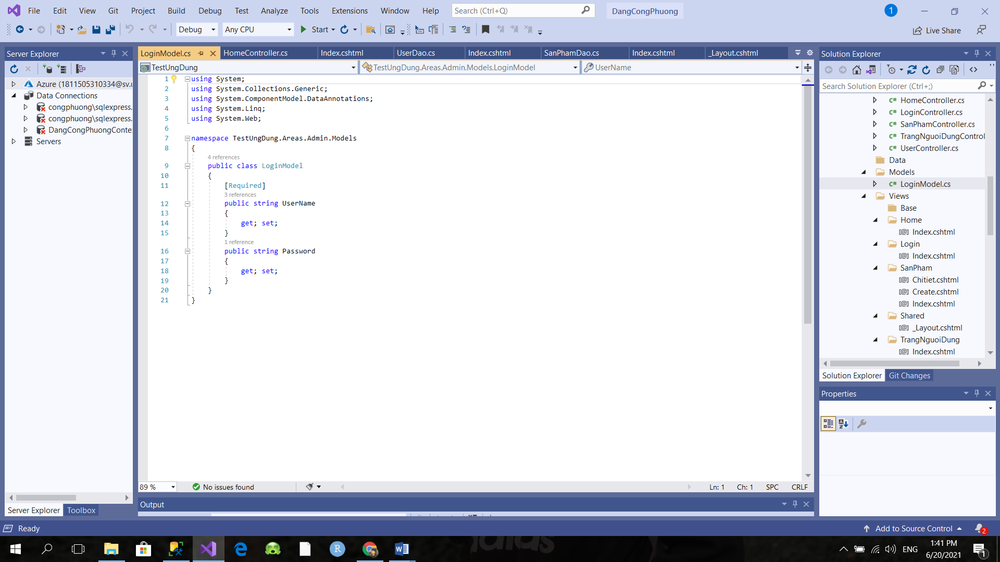 File Edit View Git Project Build Debug Test Analyze Tools Extensions Window Help Search (Ctrl+Q) DangCongPhuong 1
Debug Any CPU Start Live Share
Server Explorer
Azure (1811505310334@sv.u
Data Connections
congphuong\sqlexpress.
congphuong\sqlexpress.
DangCongPhuongConte
Servers
Server Explorer Toolbox
LoginModel.cs HomeController.cs Index.cshtml UserDao.cs Index.cshtml SanPhamDao.cs Index.cshtml _Layout.cshtml
TestUngDung TestUngDung.Areas.Admin.Models.LoginModel UserName
1 using System;
2 using System.Collections.Generic;
3 using System.ComponentModel.DataAnnotations;
4 using System.Linq;
5 using System.Web;
6
7 namespace TestUngDung.Areas.Admin.Models
8 {
4 references
9 public class LoginModel
10 {
11 [Required]
3 references
12 public string UserName
13 {
14 get; set;
15 }
1 reference
16 public string Password
17 {
18 get; set;
19 }
20 }
21 }
89 % No issues found Ln: 1 Ch: 1 SPC CRLF
Output
Solution Explorer
Search Solution Explorer (Ctrl+;)
C# HomeController.cs
C# LoginController.cs
C# SanPhamController.cs
C# TrangNguoiDungControl
C# UserController.cs
Data
Models
C# LoginModel.cs
Views
Base
Home
[@] Index.cshtml
Login
[@] Index.cshtml
SanPham
[@] Chitiet.cshtml
[@] Create.cshtml
[@] Index.cshtml
Shared
[@] _Layout.cshtml
TrangNguoiDung
[@] Index.cshtml
Solution Explorer Git Changes
Properties
Ready Add to Source Control 2
ENG 1:41 PM
6/20/2021 1